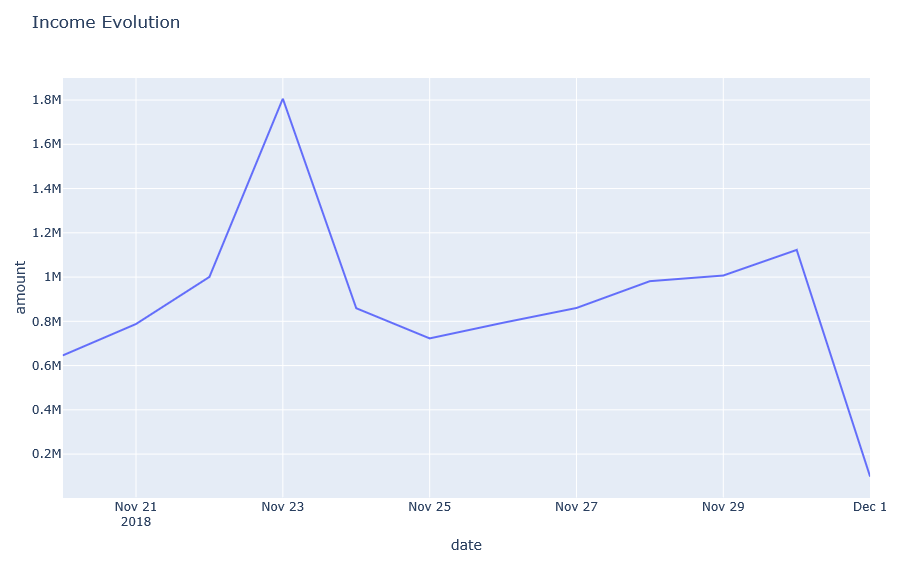 Income Evolution
1.8M
1.6M
1.4M
1.2M
1M
0.8M
0.6M
0.4M
0.2M
amount
Nov 21 Nov 23 Nov 25 Nov 27 Nov 29 Dec 1
2018
date